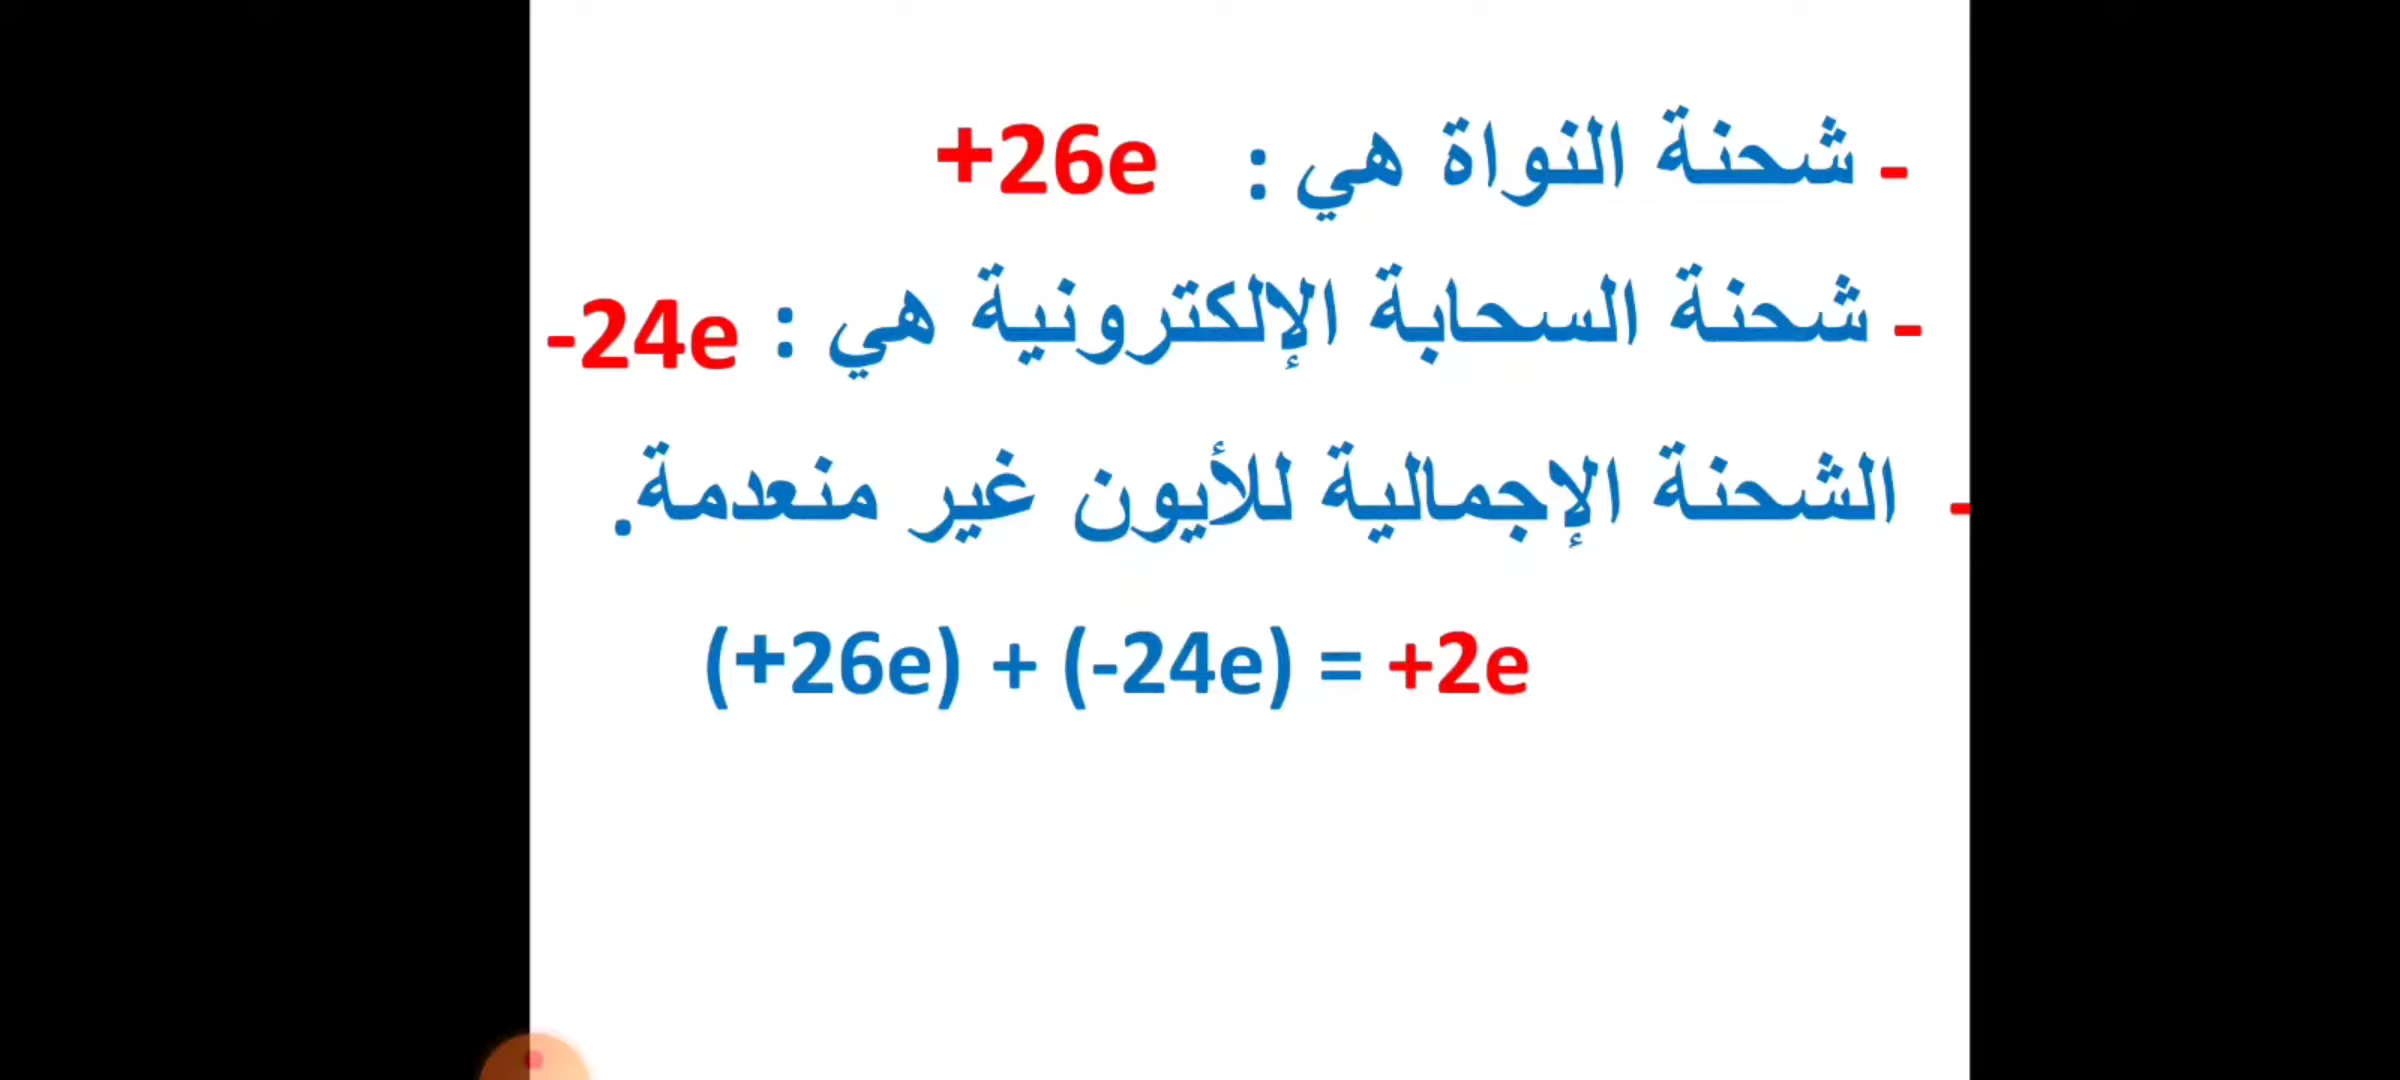 - شحنة النواة هي : +26e
- شحنة السحابة الإلكترونية هي : -24e
- الشحنة الإجمالية للأيون غير منعدمة.
(+26e) + (-24e) = +2e